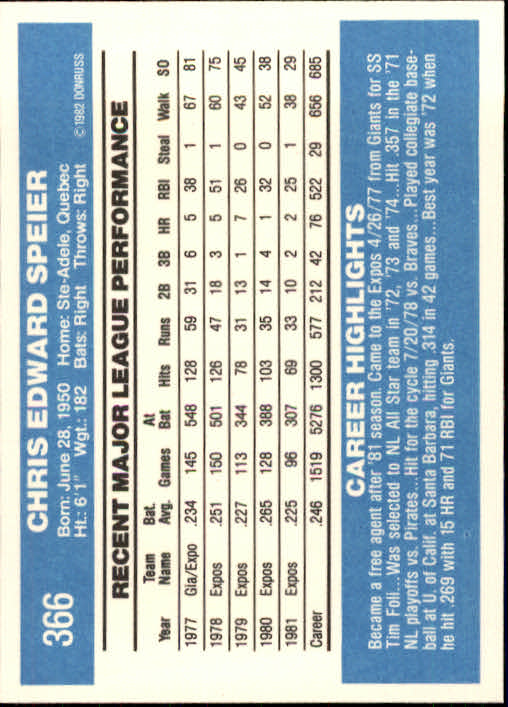 366
CHRIS EDWARD SPEIER
Born: June 28, 1950 Home: Ste-Adele, Quebec
Ht.: 6'1" Wgt.: 182 Bats: Right Throws: Right
©1982 DONRUSS
RECENT MAJOR LEAGUE PERFORMANCE
Year Team Name Bat. Avg. Games At Bat Hits Runs 2B 3B HR RBI Steal Walk SO
1977 Gia/Expo .234 145 548 128 59 31 6 5 38 1 67 81
1978 Expos .251 150 501 126 47 18 3 5 51 1 60 75
1979 Expos .227 113 344 78 31 13 1 7 26 0 43 45
1980 Expos .265 128 388 103 35 14 4 1 32 0 52 38
1981 Expos .225 96 307 69 33 10 2 2 25 1 38 29
Career .246 1519 5276 1300 577 212 42 76 522 29 656 685
CAREER HIGHLIGHTS
Became a free agent after '81 season. Came to the Expos 4/26/77 from Giants for SS
Tim Foli...Was selected to NL All Star team in '72, '73 and '74...Hit .357 in the '71
NL playoffs vs. Pirates...Hit for the cycle 7/20/78 vs. Braves...Played collegiate base-
ball at U. of Calif. at Santa Barbara, hitting .314 in 42 games...Best year was '72 when
he hit .269 with 15 HR and 71 RBI for Giants.